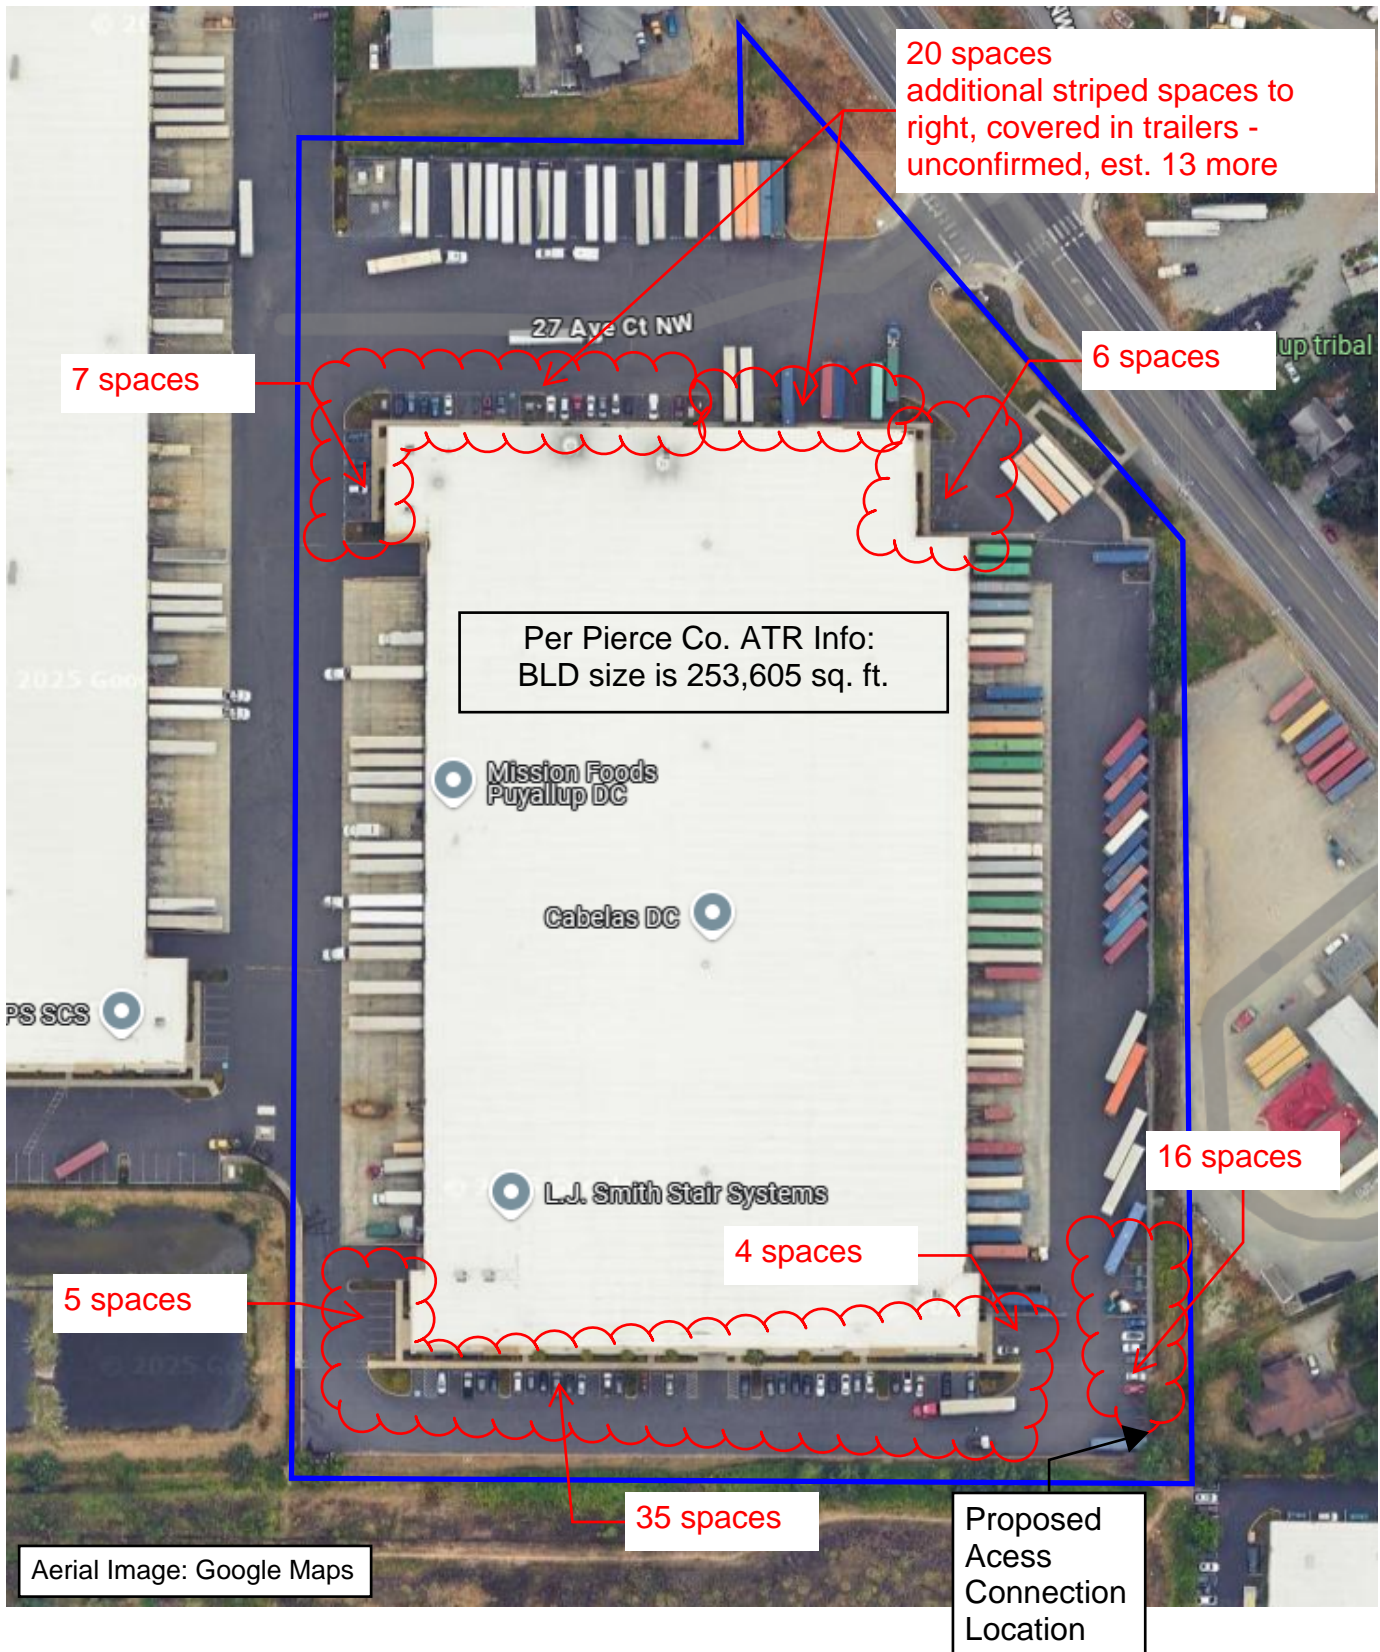 20 spaces
additional striped spaces to
right, covered in trailers -
unconfirmed, est. 13 more
27 Ave Ct NW
7 spaces
6 spaces
up tribal
Per Pierce Co. ATR Info:
BLD size is 253,605 sq. ft.
2025 Goo
Mission Foods
Puyallup DC
Cabelas DC
PS SCS
L.J. Smith Stair Systems
16 spaces
4 spaces
5 spaces
© 2025 G
35 spaces
Proposed
Acess
Connection
Location
Aerial Image: Google Maps